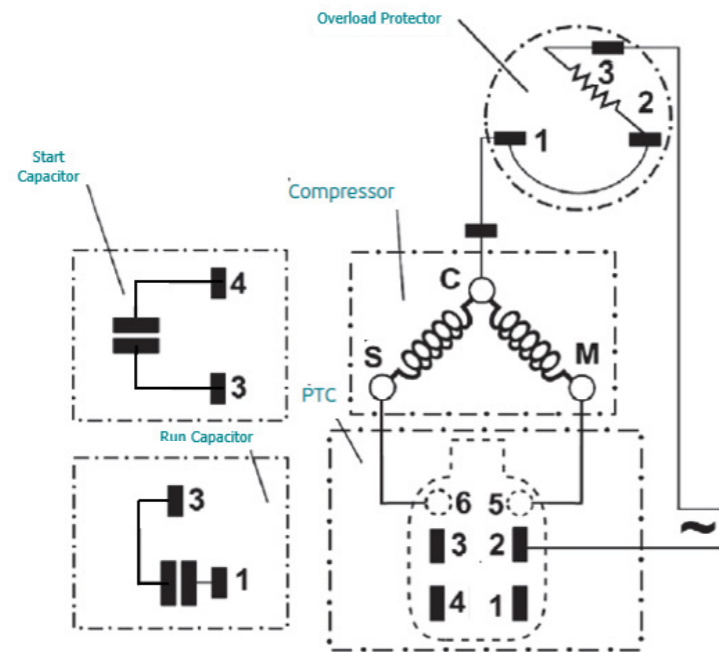 Overload Protector
3
2
1
Start
Capacitor
Compressor
4
C
S
M
3
PTC
Run Capacitor
3
6
5
3
2
~
1
4
1